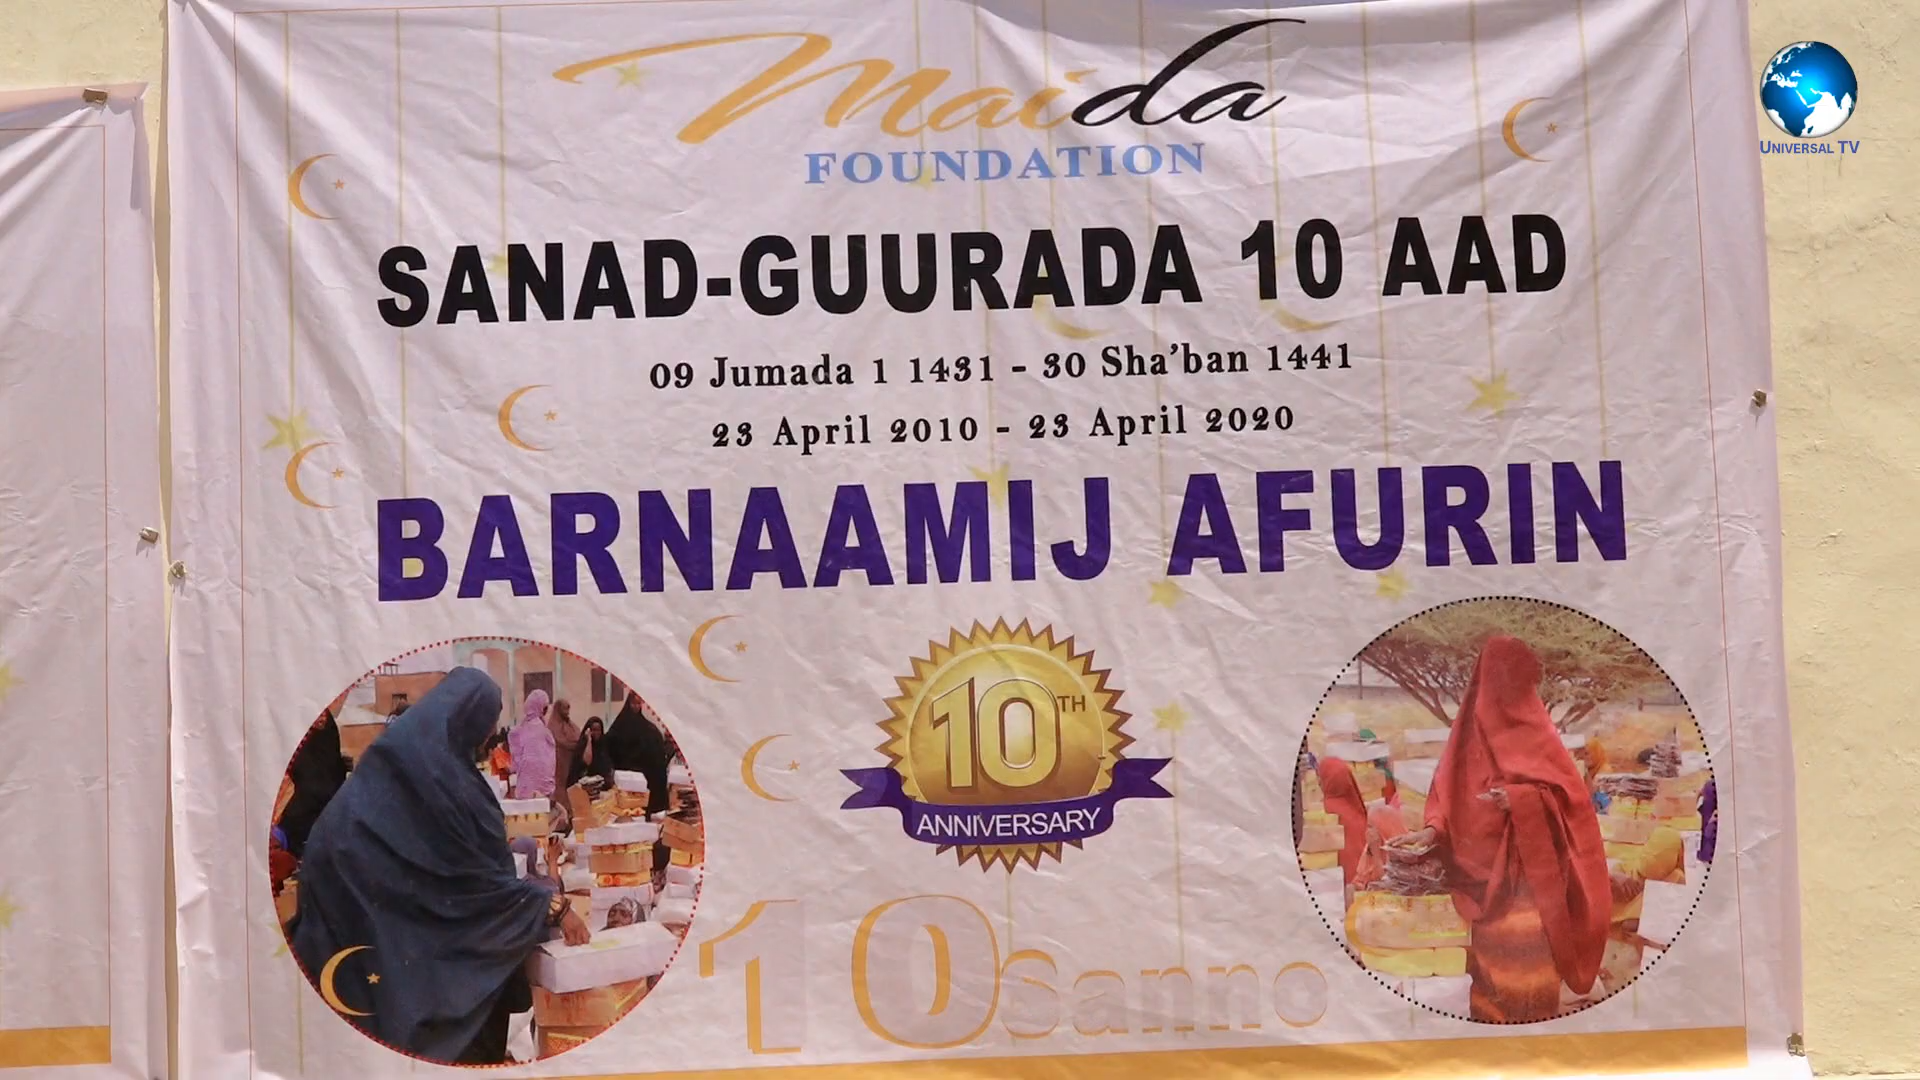 Maida
FOUNDATION
UNIVERSAL TV
SANAD-GUURADA 10 AAD
09 Jumada 1 1431 - 30 Sha'ban 1441
23 April 2010 - 23 April 2020
BARNAAMIJ AFURIN
10TH
ANNIVERSARY
10 Sanno